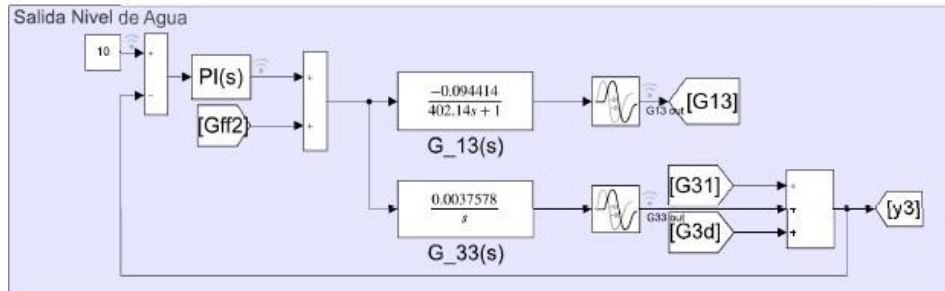 Salida Nivel de Agua
10
+
−
PI(s)
[Gff2]
+
+
-0.094414
402.14s + 1
G_13(s)
G13 out
[G13]
0.0037578
s
G_33(s)
G33 out
[G31]
[G3d]
+
+
+
[y3]